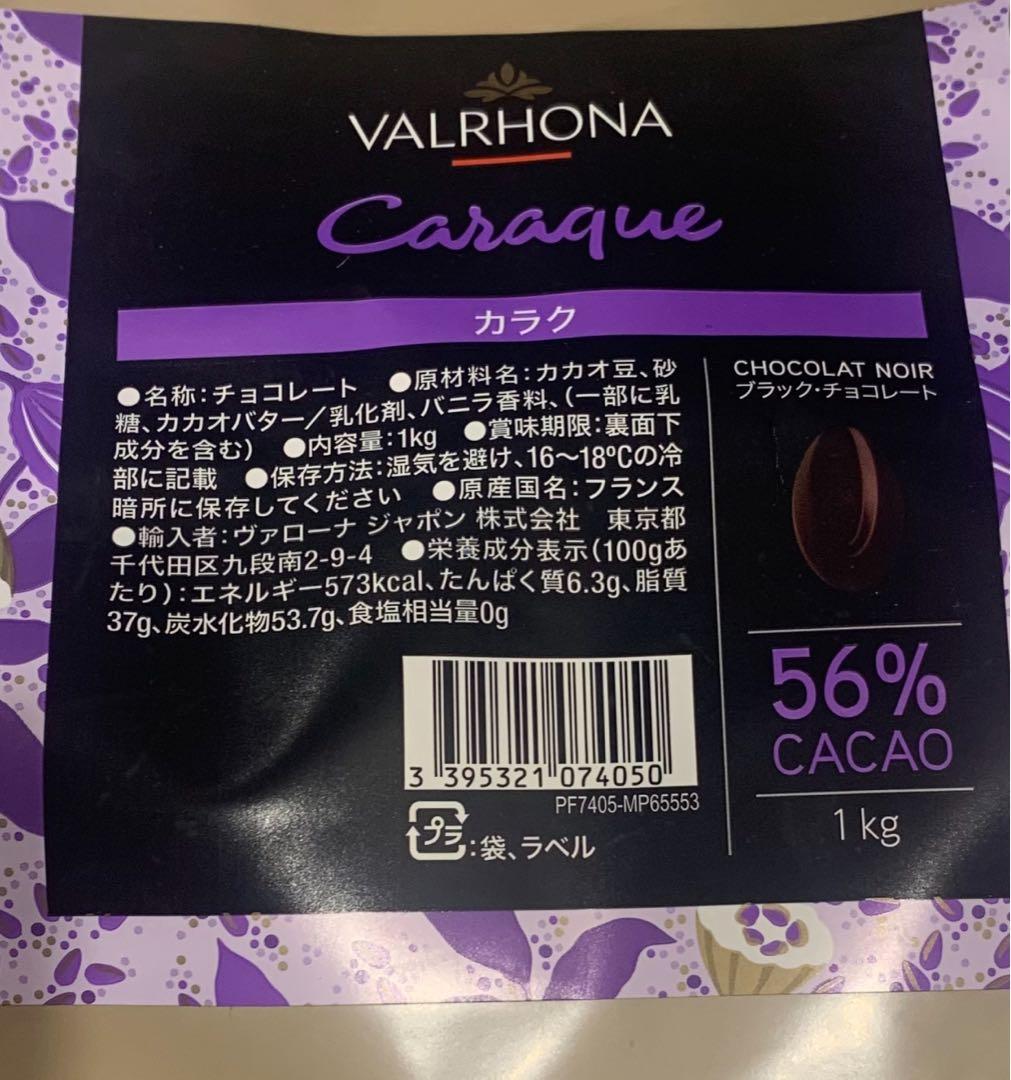 VALRHONA
Caraque
カラク
●名称:チョコレート ●原材料名:カカオ豆、砂
糖、カカオバター/乳化剤、バニラ香料、(一部に乳
成分を含む) ●内容量:1kg ●賞味期限:裏面下
部に記載 ●保存方法:湿気を避け、16~18℃の冷
暗所に保存してください ●原産国名:フランス
●輸入者:ヴァローナ ジャポン 株式会社 東京都
千代田区九段南2-9-4 ●栄養成分表示(100gあ
たり):エネルギー573kcal、たんぱく質6.3g、脂質
37g、炭水化物53.7g、食塩相当量0g
3 395321 074050
PF7405-MP65553
プラ:袋、ラベル
CHOCOLAT NOIR
ブラック・チョコレート
56%
CACAO
1 kg